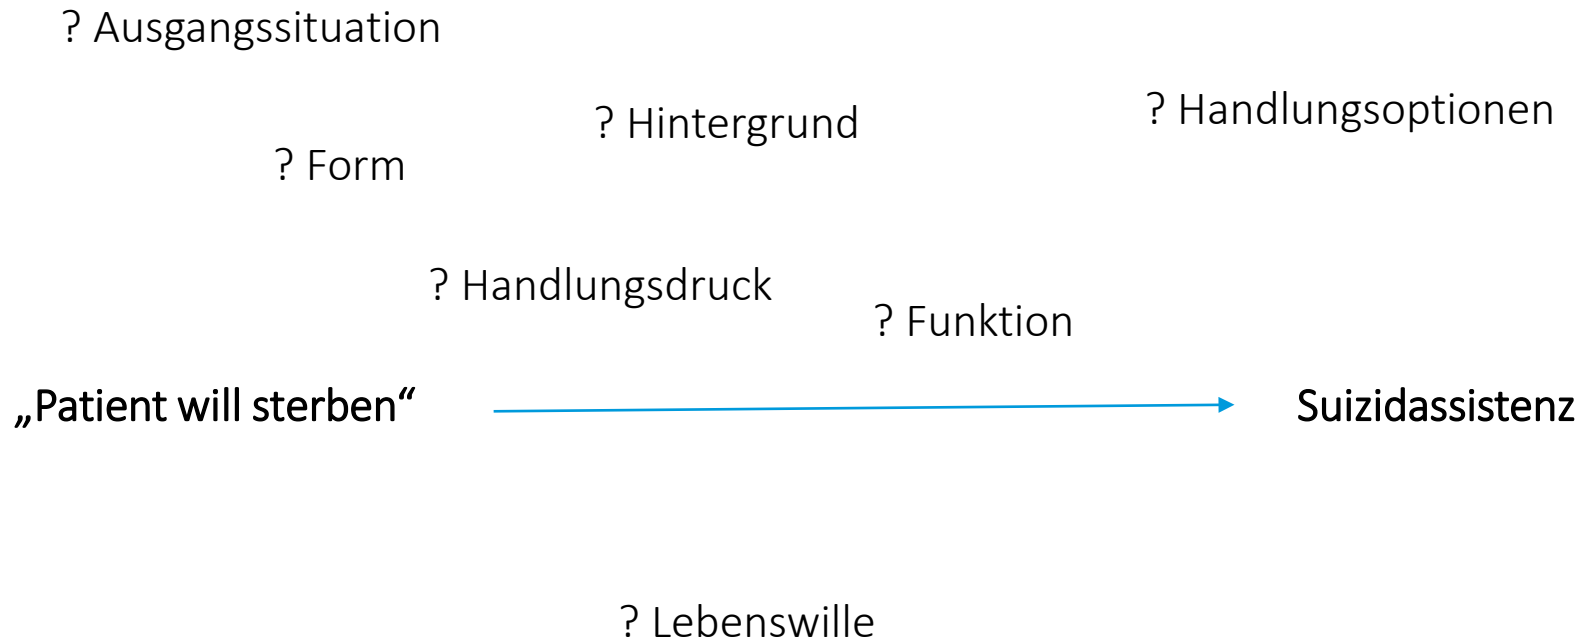 ? Ausgangssituation
? Handlungsoptionen
? Hintergrund
? Form
? Handlungsdruck
? Funktion
„Patient will sterben“
Suizidassistenz
? Lebenswille